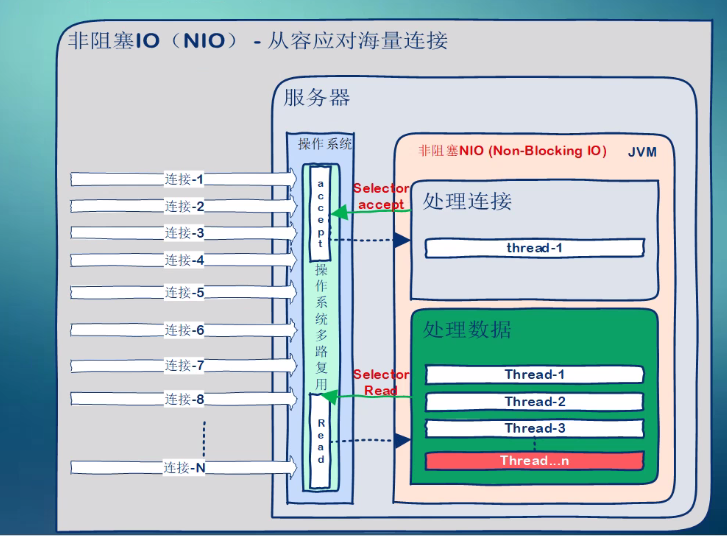 非阻塞IO（NIO） - 从容应对海量连接
服务器
操作系统
非阻塞NIO (Non-Blocking IO)
JVM
连接-1
连接-2
连接-3
连接-4
连接-5
连接-6
连接-7
连接-8
连接-N
accept
操作系统多路复用
Read
Selector
accept
处理连接
thread-1
Selector
Read
处理数据
Thread-1
Thread-2
Thread-3
Thread...n